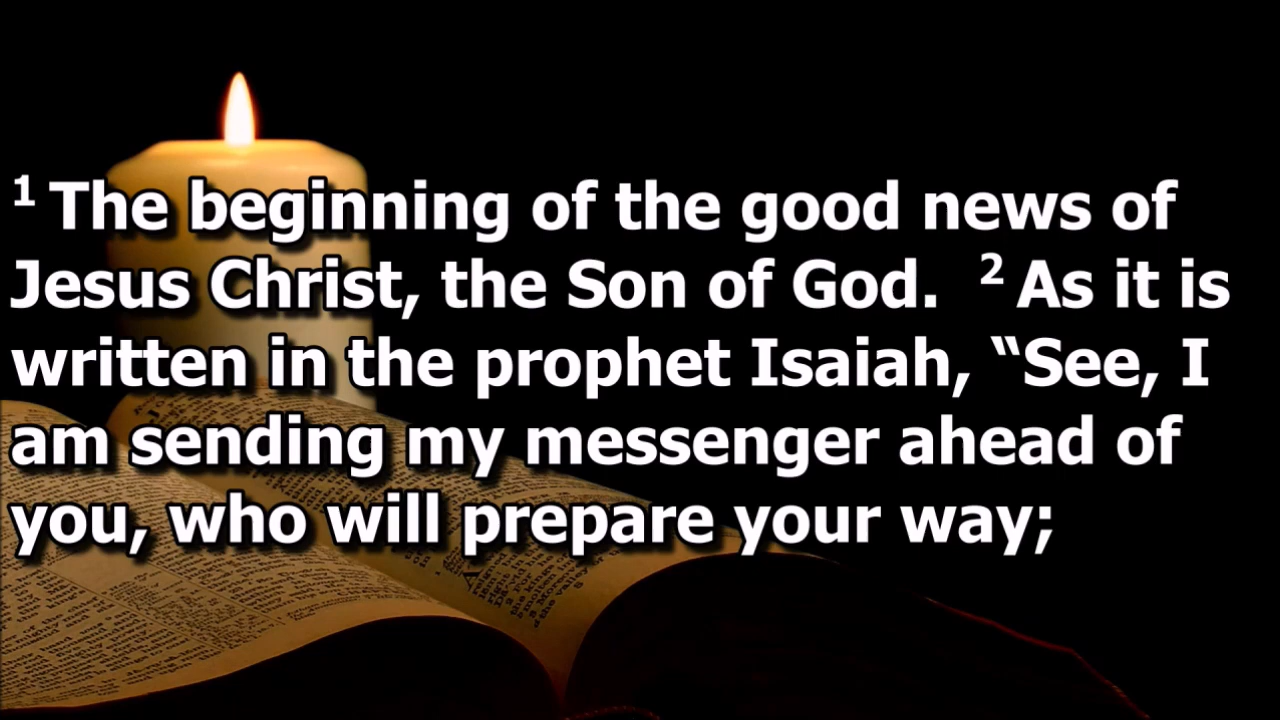 ¹ The beginning of the good news of
Jesus Christ, the Son of God. ² As it is
written in the prophet Isaiah, “See, I
am sending my messenger ahead of
you, who will prepare your way;